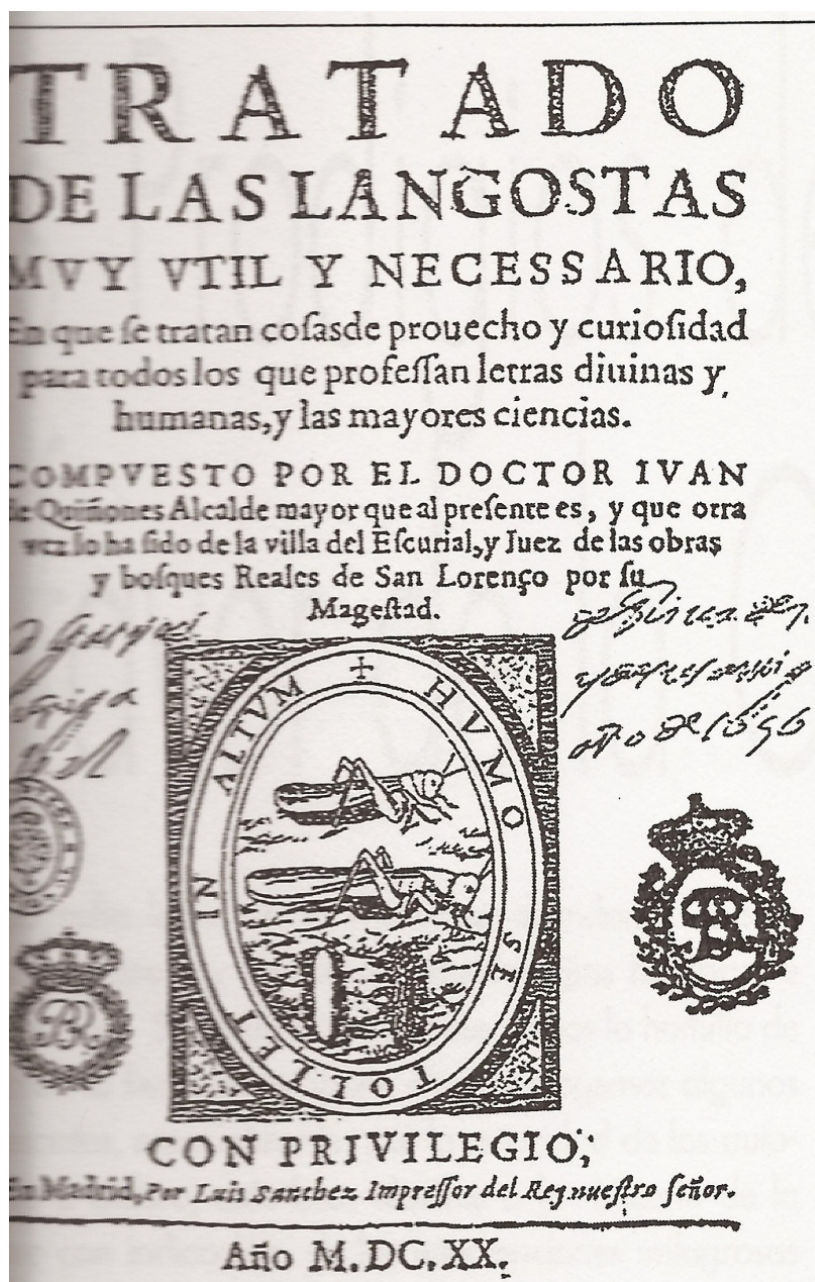 TRATADO
DE LAS LANGOSTAS
MVY VTIL Y NECESSARIO,
En que ſe tratan coſasde prouecho y curioſidad
para todos los que profeſſan letras diuinas y
humanas, y las mayores ciencias.
COMPVESTO POR EL DOCTOR IVAN
de Quiñones Alcalde mayor que al preſente es, y que otra
vez lo ha ſido de la villa del Eſcurial, y Iuez de las obras
y boſques Reales de San Lorenço por ſu
Mageſtad.
HVMO SE TOLLET IN ALTVM
CON PRIVILEGIO;
En Madrid, Por Luis Sanchez Impreſſor del Rey nueſtro ſeñor.
Año M.DC.XX.